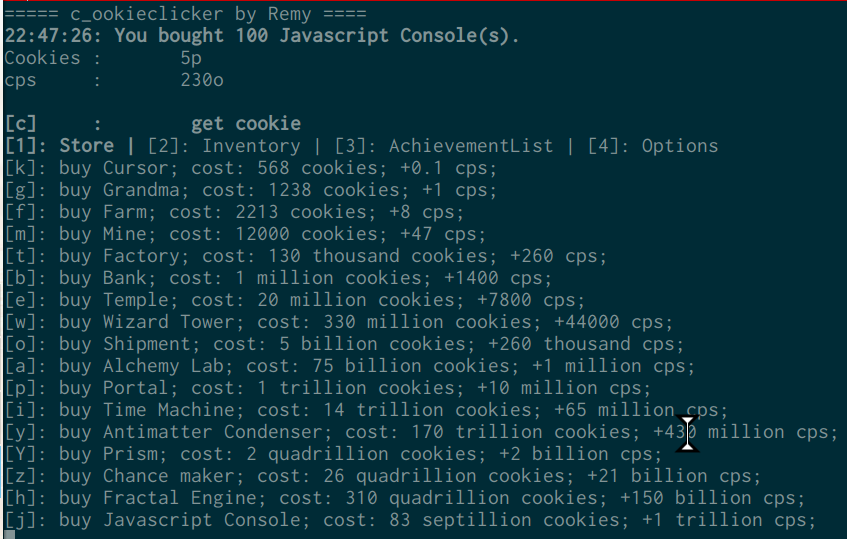 ===== c_ookieclicker by Remy ====
22:47:26: You bought 100 Javascript Console(s).
Cookies :        5p
cps     :        230o
[c]     :        get cookie
[1]: Store | [2]: Inventory | [3]: AchievementList | [4]: Options
[k]: buy Cursor; cost: 568 cookies; +0.1 cps;
[g]: buy Grandma; cost: 1238 cookies; +1 cps;
[f]: buy Farm; cost: 2213 cookies; +8 cps;
[m]: buy Mine; cost: 12000 cookies; +47 cps;
[t]: buy Factory; cost: 130 thousand cookies; +260 cps;
[b]: buy Bank; cost: 1 million cookies; +1400 cps;
[e]: buy Temple; cost: 20 million cookies; +7800 cps;
[w]: buy Wizard Tower; cost: 330 million cookies; +44000 cps;
[o]: buy Shipment; cost: 5 billion cookies; +260 thousand cps;
[a]: buy Alchemy Lab; cost: 75 billion cookies; +1 million cps;
[p]: buy Portal; cost: 1 trillion cookies; +10 million cps;
[i]: buy Time Machine; cost: 14 trillion cookies; +65 million cps;
[y]: buy Antimatter Condenser; cost: 170 trillion cookies; +430 million cps;
[Y]: buy Prism; cost: 2 quadrillion cookies; +2 billion cps;
[z]: buy Chance maker; cost: 26 quadrillion cookies; +21 billion cps;
[h]: buy Fractal Engine; cost: 310 quadrillion cookies; +150 billion cps;
[j]: buy Javascript Console; cost: 83 septillion cookies; +1 trillion cps;